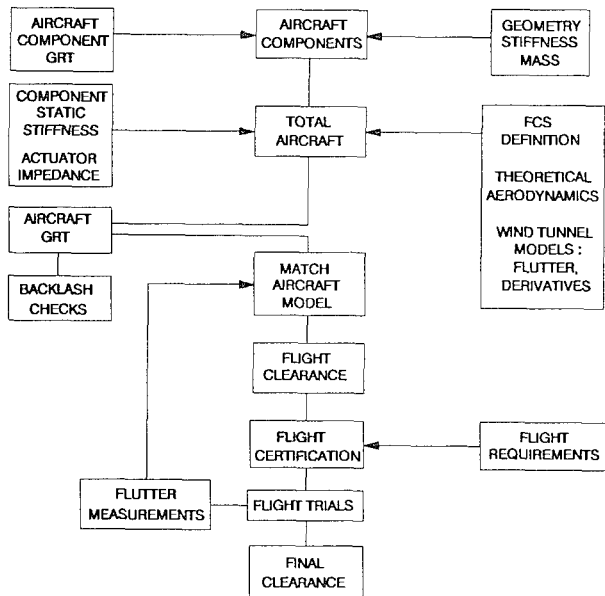 AIRCRAFT
COMPONENT
GRT
AIRCRAFT
COMPONENTS
GEOMETRY
STIFFNESS
MASS
COMPONENT
STATIC
STIFFNESS
ACTUATOR
IMPEDANCE
TOTAL
AIRCRAFT
FCS
DEFINITION
THEORETICAL
AERODYNAMICS
WIND TUNNEL
MODELS :
FLUTTER,
DERIVATIVES
AIRCRAFT
GRT
BACKLASH
CHECKS
MATCH
AIRCRAFT
MODEL
FLIGHT
CLEARANCE
FLIGHT
CERTIFICATION
FLIGHT
REQUIREMENTS
FLUTTER
MEASUREMENTS
FLIGHT TRIALS
FINAL
CLEARANCE